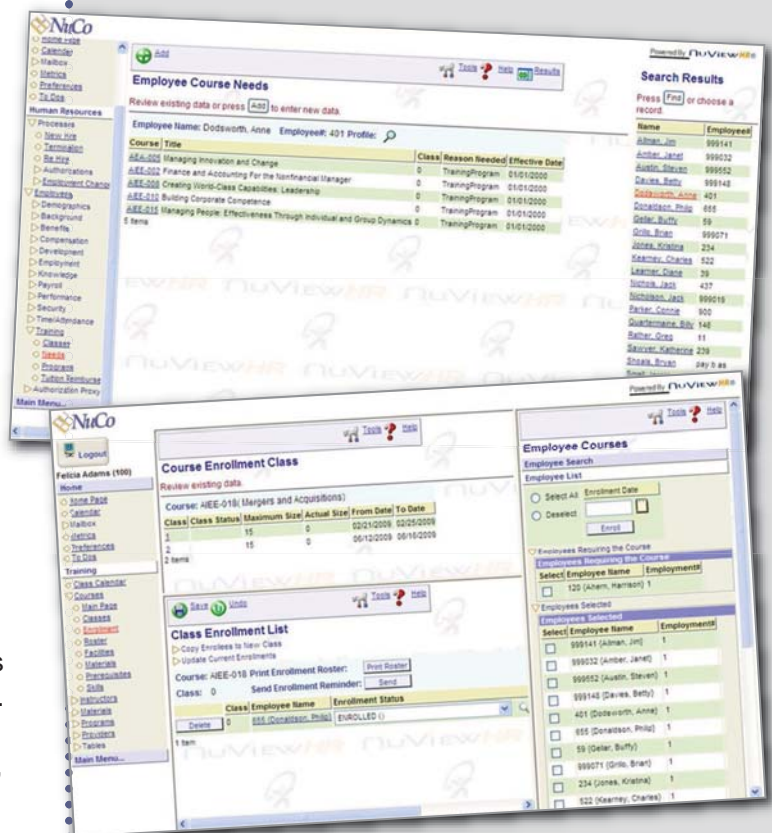 NuCo
Home Page
Calendar
Mailbox
Metrics
Preferences
To Dos
Human Resources
Processes
New Hire
Termination
Re Hire
Authorizations
Employment Change
Employees
Demographics
Background
Benefits
Compensation
Development
Employment
Knowledge
Payroll
Performance
Security
Time/Attendance
Training
Classes
Needs
Programs
Tuition Reimburse
Authorization Proxy
Main Menu...
Add
Tools Help Results
Employee Course Needs
Review existing data or press Add to enter new data.
Employee Name: Dodsworth, Anne Employee#: 401 Profile:
Course Title Class Reason Needed Effective Date
AEA-005 Managing Innovation and Change 0 TrainingProgram 01/01/2000
AEE-002 Finance and Accounting For the Nonfinancial Manager 0 TrainingProgram 01/01/2000
AEE-008 Creating World-Class Capabilities: Leadership 0 TrainingProgram 01/01/2000
AEE-010 Building Corporate Competence 0 TrainingProgram 01/01/2000
AEE-015 Managing People: Effectiveness Through Individual and Group Dynamics 0 TrainingProgram 01/01/2000
5 items
Powered By NUVIEWHR
Search Results
Press Find or choose a
record.
Name Employee#
Allman, Jim 999141
Amber, Janet 999032
Austin, Steven 999552
Davies, Betty 999148
Dodsworth, Anne 401
Donaldson, Philip 655
Gellar, Buffy 59
Grillo, Brian 999071
Jones, Kristina 234
Kearney, Charles 522
Learner, Diane 39
Nichols, Jack 437
Nicholson, Jack 999019
Parker, Connie 900
Quartermaine, Billy 148
Rather, Greg 11
Sawyer, Katherine 239
Shoals, Bryan pay b as
NuCo
Logout
Felicia Adams (100)
Home
Home Page
Calendar
Mailbox
Metrics
Preferences
To Dos
Training
Class Calendar
Courses
Main Page
Classes
Enrollment
Roster
Facilities
Materials
Prerequisites
Skills
Instructors
Materials
Programs
Providers
Tables
Main Menu...
Tools Help
Course Enrollment Class
Review existing data.
Course: AIEE-018( Mergers and Acquisitions)
Class Class Status Maximum Size Actual Size From Date To Date
1 15 0 02/21/2009 02/25/2009
2 15 0 06/12/2009 06/16/2009
2 items
Save Undo Tools Help
Class Enrollment List
Copy Enrollees to New Class
Update Current Enrollments
Course: AIEE-018 Print Enrollment Roster: Print Roster
Class: 0 Send Enrollment Reminder: Send
Class Employee Name Enrollment Status
Delete 0 655 (Donaldson, Philip) ENROLLED ()
1 item
Powered By NUVIEWHR
Tools Help
Employee Courses
Employee Search
Employee List
Select All Enrollment Date
Deselect
Enroll
Employees Requiring the Course
Employees Requiring the Course
Select Employee Name Employment#
120 (Ahern, Harrison) 1
Employees Selected
Employees Selected
Select Employee Name Employment#
999141 (Allman, Jim) 1
999032 (Amber, Janet) 1
999552 (Austin, Steven) 1
999148 (Davies, Betty) 1
401 (Dodsworth, Anne) 1
655 (Donaldson, Philip) 1
59 (Gellar, Buffy) 1
999071 (Grillo, Brian) 1
234 (Jones, Kristina) 1
522 (Kearney, Charles) 1